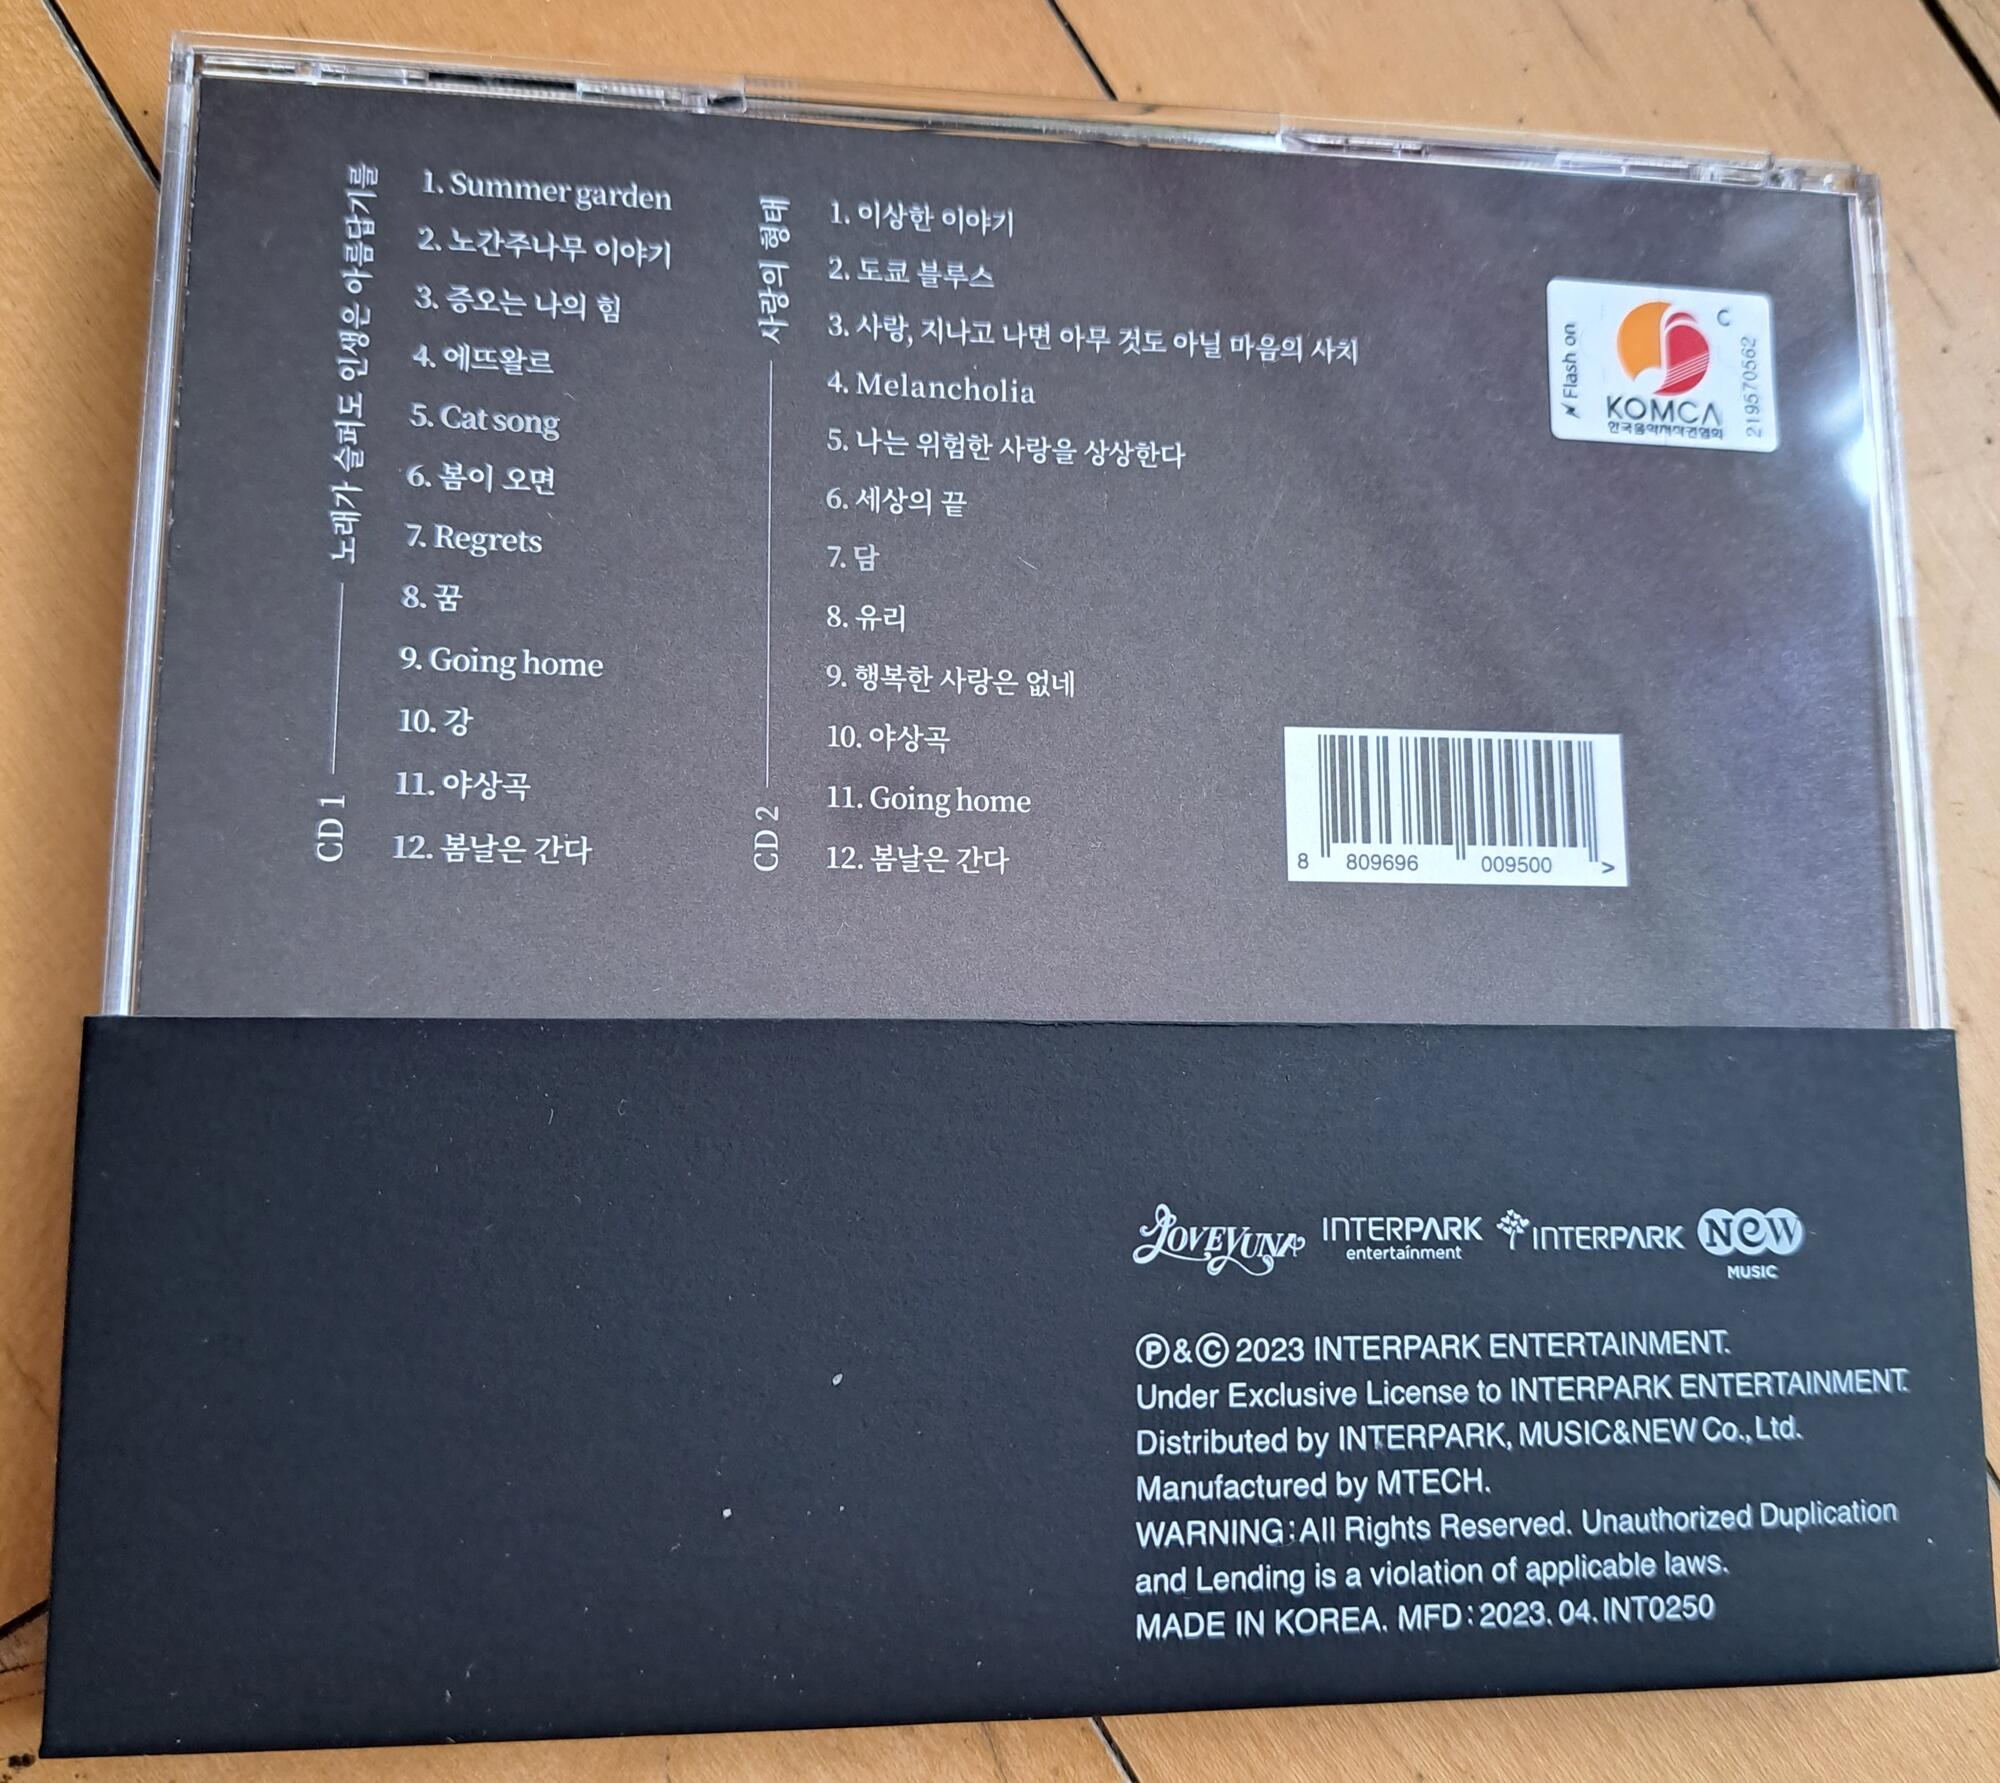 CD 1 노래가 슬퍼도 인생은 아름답기를
1. Summer garden
2. 노간주나무 이야기
3. 증오는 나의 힘
4. 에뜨왈르
5. Cat song
6. 봄이 오면
7. Regrets
8. 꿈
9. Going home
10. 강
11. 야상곡
12. 봄날은 간다
CD 2 사랑의 형태
1. 이상한 이야기
2. 도쿄 블루스
3. 사랑, 지나고 나면 아무 것도 아닐 마음의 사치
4. Melancholia
5. 나는 위험한 사랑을 상상한다
6. 세상의 끝
7. 담
8. 유리
9. 행복한 사랑은 없네
10. 야상곡
11. Going home
12. 봄날은 간다
Flash on
C
KOMCA
한국음악저작권협회
219570562
8 809696 009500 >
LOVEYUNA
INTERPARK
entertainment
INTERPARK
NEW
MUSIC
Ⓟ&Ⓒ 2023 INTERPARK ENTERTAINMENT.
Under Exclusive License to INTERPARK ENTERTAINMENT.
Distributed by INTERPARK, MUSIC&NEW Co., Ltd.
Manufactured by MTECH.
WARNING : All Rights Reserved. Unauthorized Duplication
and Lending is a violation of applicable laws.
MADE IN KOREA. MFD : 2023. 04. INT0250